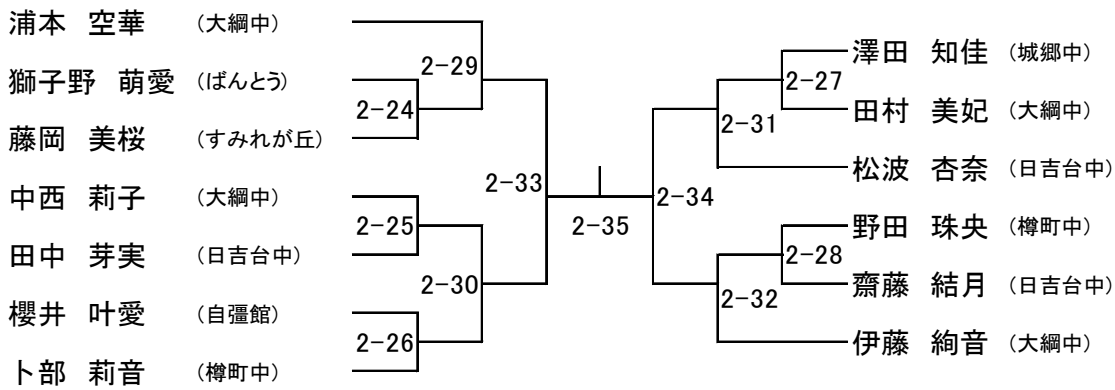 浦本 空華 (大綱中)
獅子野 萌愛 (ばんとう)
藤岡 美桜 (すみれが丘)
中西 莉子 (大綱中)
田中 芽実 (日吉台中)
櫻井 叶愛 (自彊館)
卜部 莉音 (樽町中)
2-29
2-24
2-25
2-30
2-26
2-33
2-35
2-34
2-31
2-27
2-28
2-32
澤田 知佳 (城郷中)
田村 美妃 (大綱中)
松波 杏奈 (日吉台中)
野田 珠央 (樽町中)
齋藤 結月 (日吉台中)
伊藤 絢音 (大綱中)